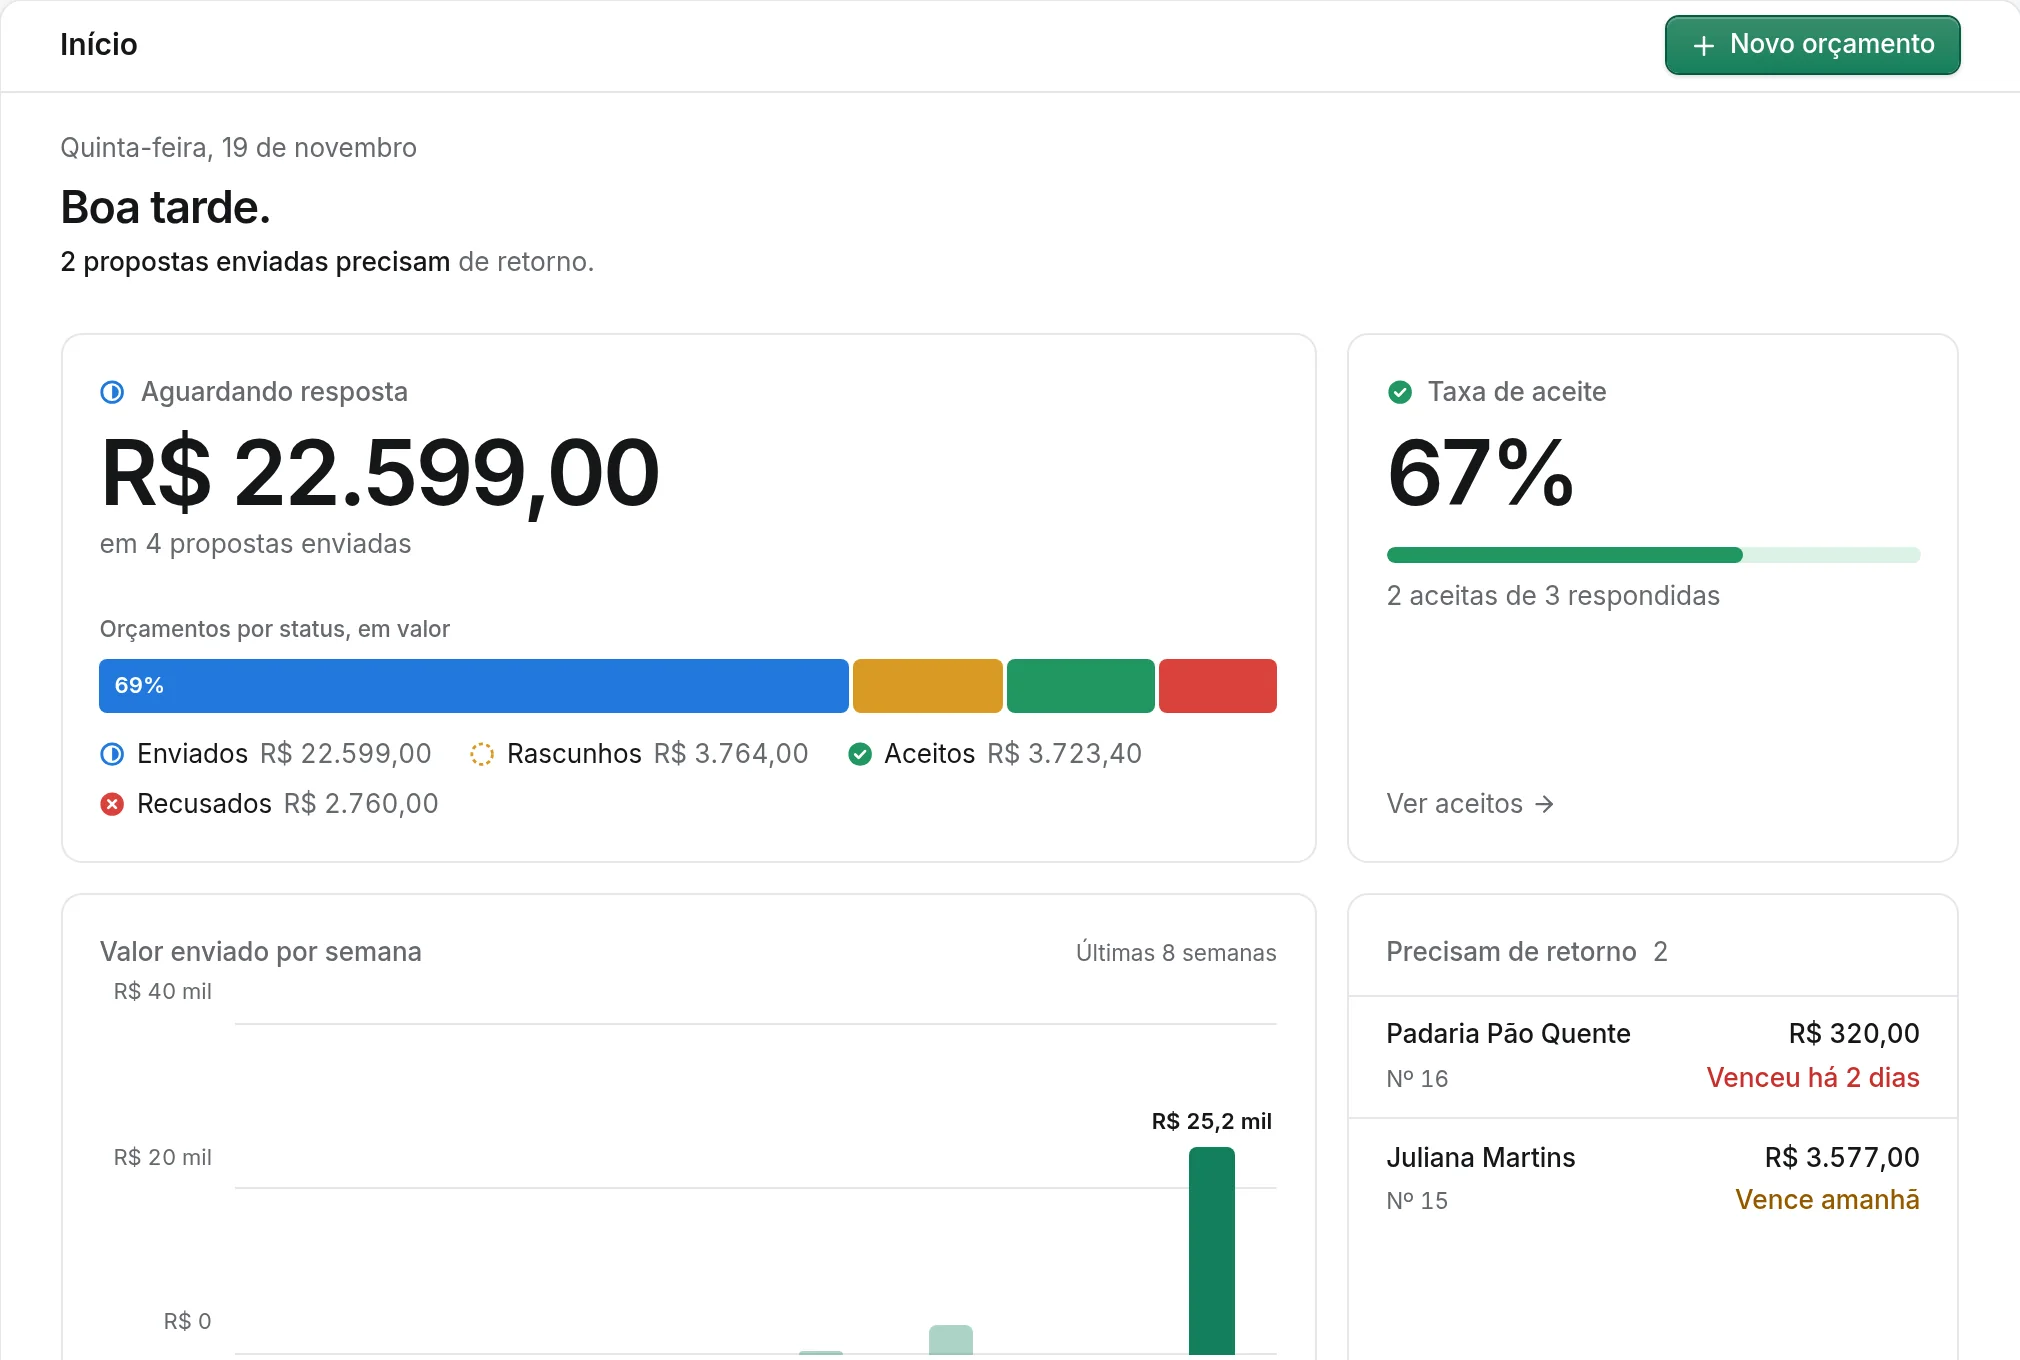 Início
Novo orçamento
Quinta-feira, 19 de novembro
Boa tarde.
2 propostas enviadas precisam de retorno.
Aguardando resposta
R$ 22.599,00
em 4 propostas enviadas
Orçamentos por status, em valor
69%
Enviados R$ 22.599,00 Rascunhos R$ 3.764,00 Aceitos R$ 3.723,40
Recusados R$ 2.760,00
Taxa de aceite
67%
2 aceitas de 3 respondidas
Ver aceitos →
Valor enviado por semana
Últimas 8 semanas
R$ 40 mil
R$ 25,2 mil
R$ 20 mil
R$ 0
Precisam de retorno 2
Padaria Pão Quente R$ 320,00
Nº 16 Venceu há 2 dias
Juliana Martins R$ 3.577,00
Nº 15 Vence amanhã